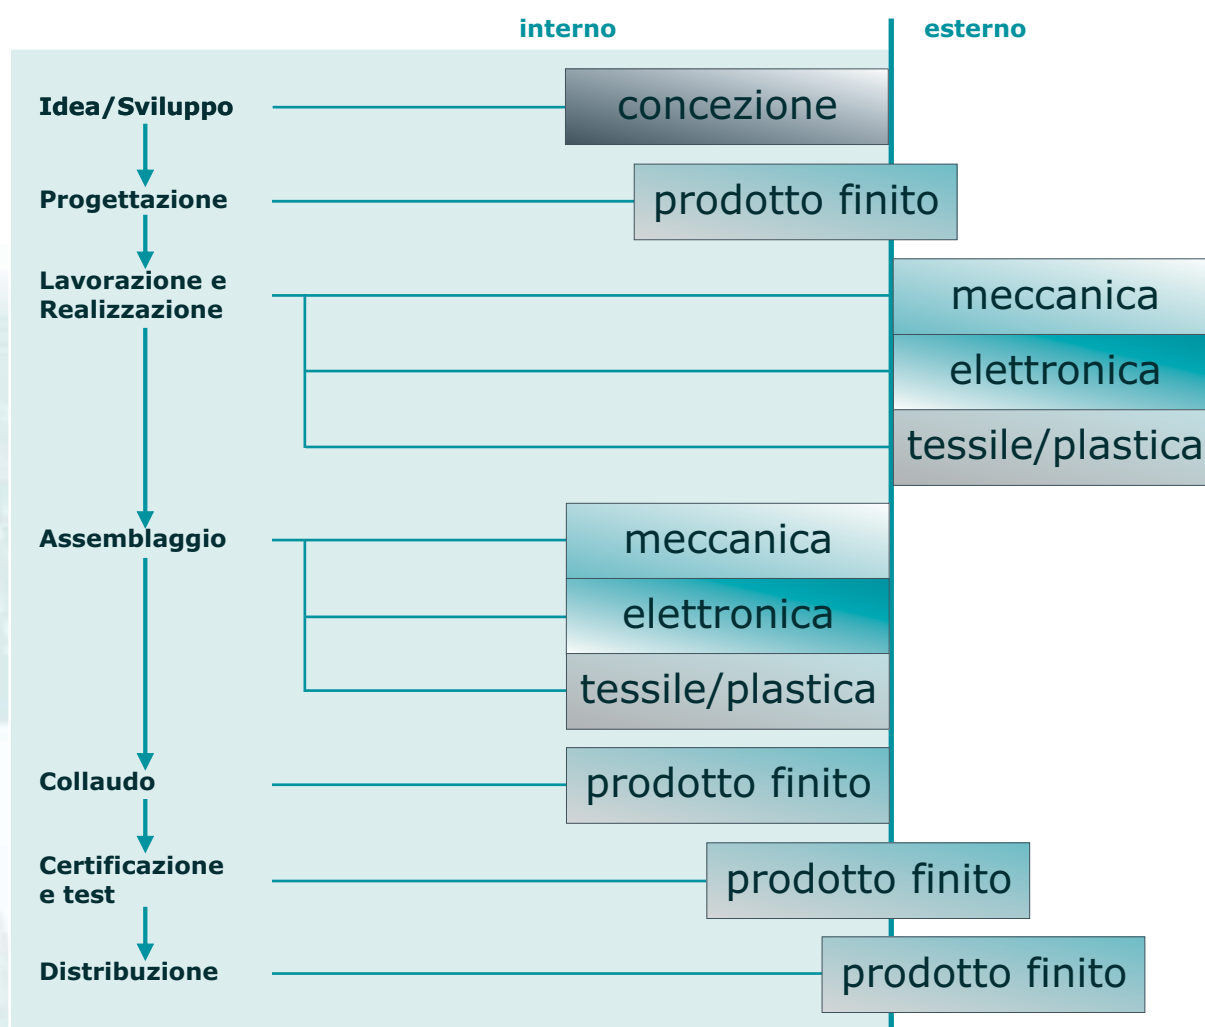 interno
esterno
Idea/Sviluppo
concezione
Progettazione
prodotto finito
Lavorazione e
Realizzazione
meccanica
elettronica
tessile/plastica
Assemblaggio
meccanica
elettronica
tessile/plastica
Collaudo
prodotto finito
Certificazione
e test
prodotto finito
Distribuzione
prodotto finito